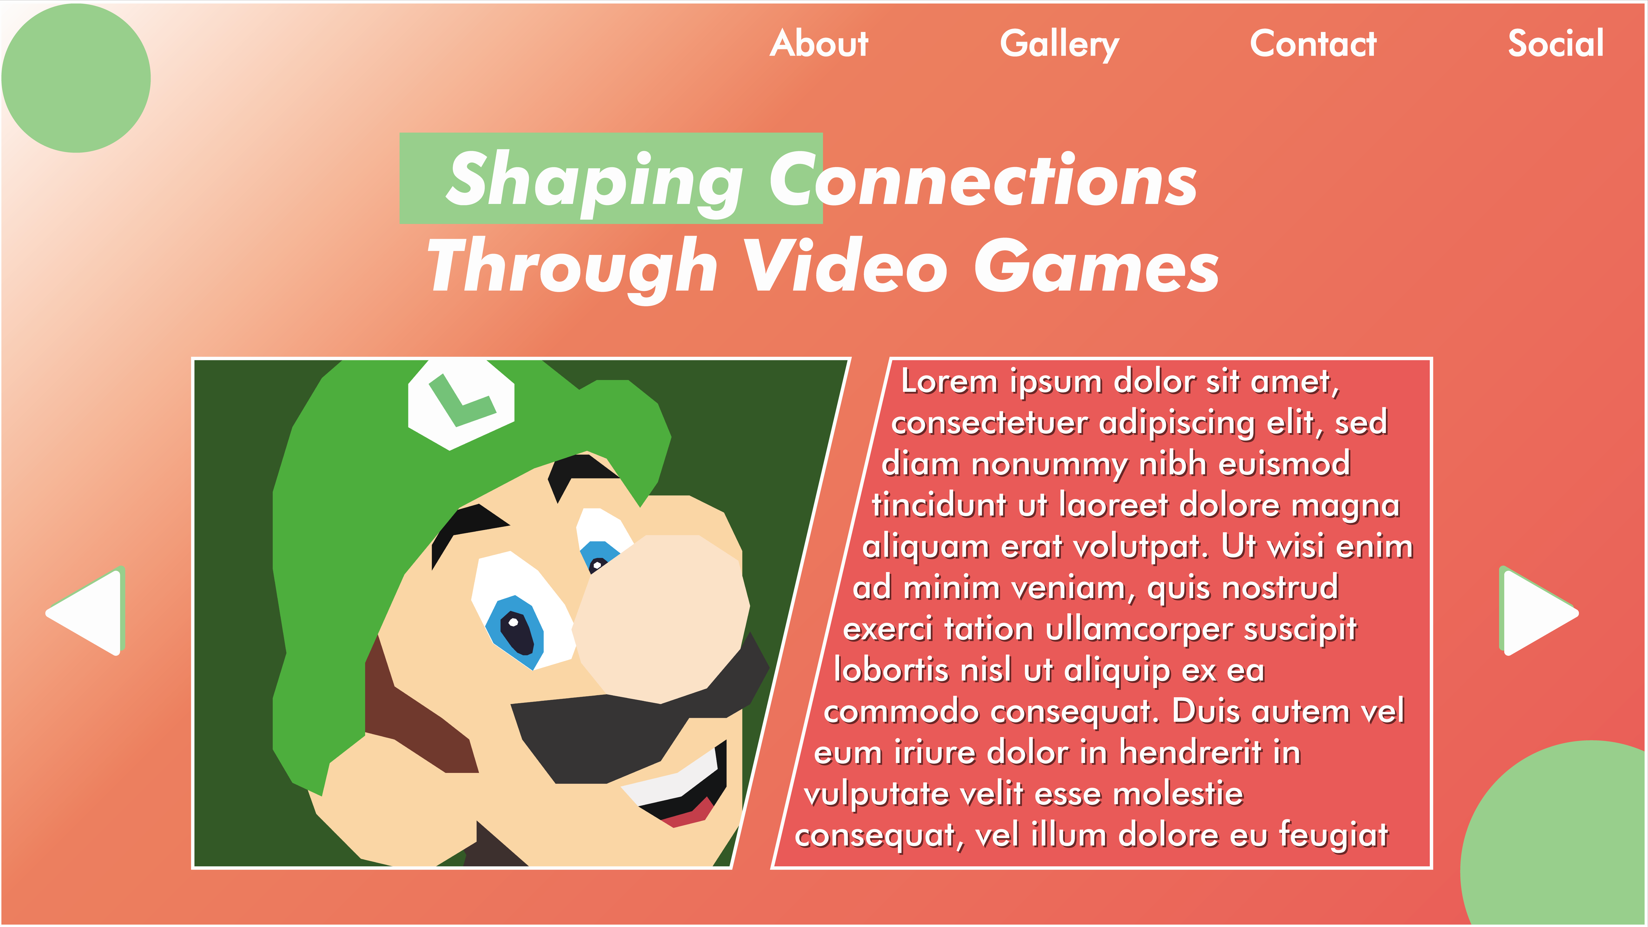 About Gallery Contact Social
Shaping Connections
Through Video Games
L
Lorem ipsum dolor sit amet,
consectetuer adipiscing elit, sed
diam nonummy nibh euismod
tincidunt ut laoreet dolore magna
aliquam erat volutpat. Ut wisi enim
ad minim veniam, quis nostrud
exerci tation ullamcorper suscipit
lobortis nisl ut aliquip ex ea
commodo consequat. Duis autem vel
eum iriure dolor in hendrerit in
vulputate velit esse molestie
consequat, vel illum dolore eu feugiat